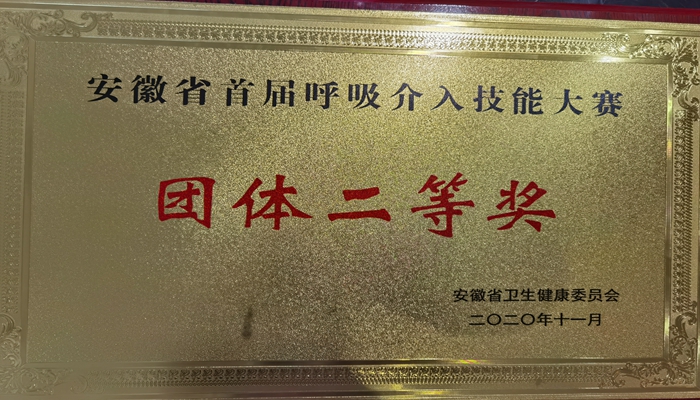 安徽省首届呼吸介入技能大赛
团体二等奖
安徽省卫生健康委员会
二〇二〇年十一月